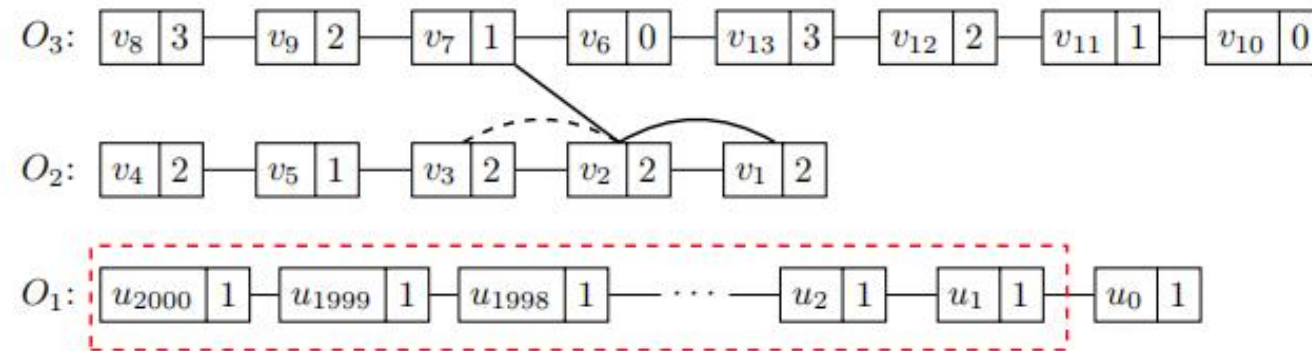 O₃: v₈ 3 v₉ 2 v₇ 1 v₆ 0 v₁₃ 3 v₁₂ 2 v₁₁ 1 v₁₀ 0
O₂: v₄ 2 v₅ 1 v₃ 2 v₂ 2 v₁ 2
O₁: u₂₀₀₀ 1 u₁₉₉₉ 1 u₁₉₉₈ 1 ⋯ u₂ 1 u₁ 1 u₀ 1